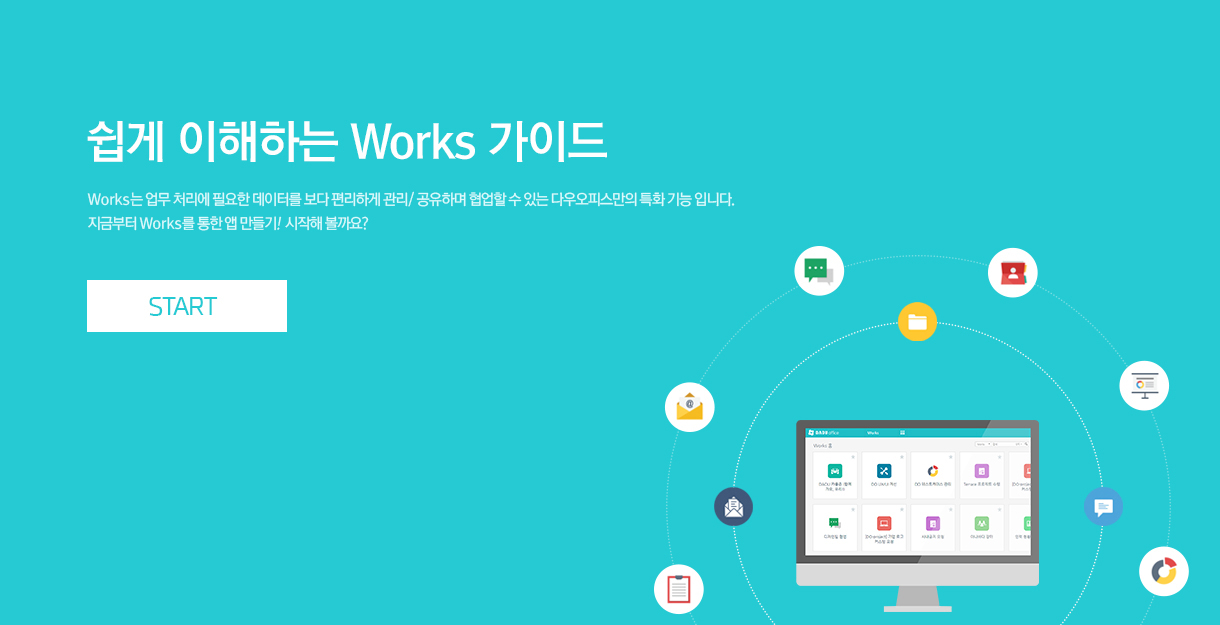 쉽게 이해하는 Works 가이드
Works는 업무 처리에 필요한 데이터를 보다 편리하게 관리/ 공유하며 협업할 수 있는 다우오피스만의 특화 기능 입니다.
지금부터 Works를 통한 앱 만들기! 시작해 볼까요?
START
DAOU office Works
Works 홈